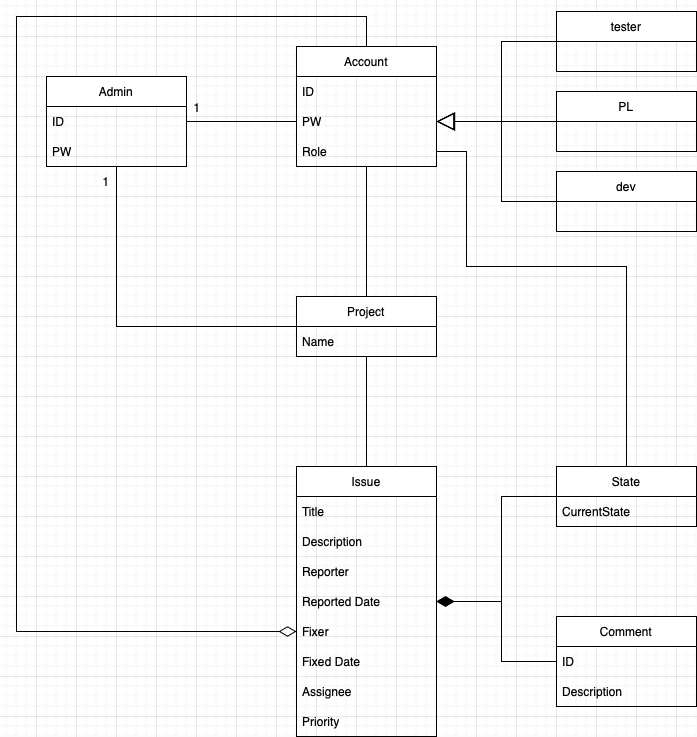 tester
Account
Admin
ID
PW
Role
1
ID
PW
1
PL
dev
Project
Name
Issue
Title
Description
Reporter
Reported Date
Fixer
Fixed Date
Assignee
Priority
State
CurrentState
Comment
ID
Description